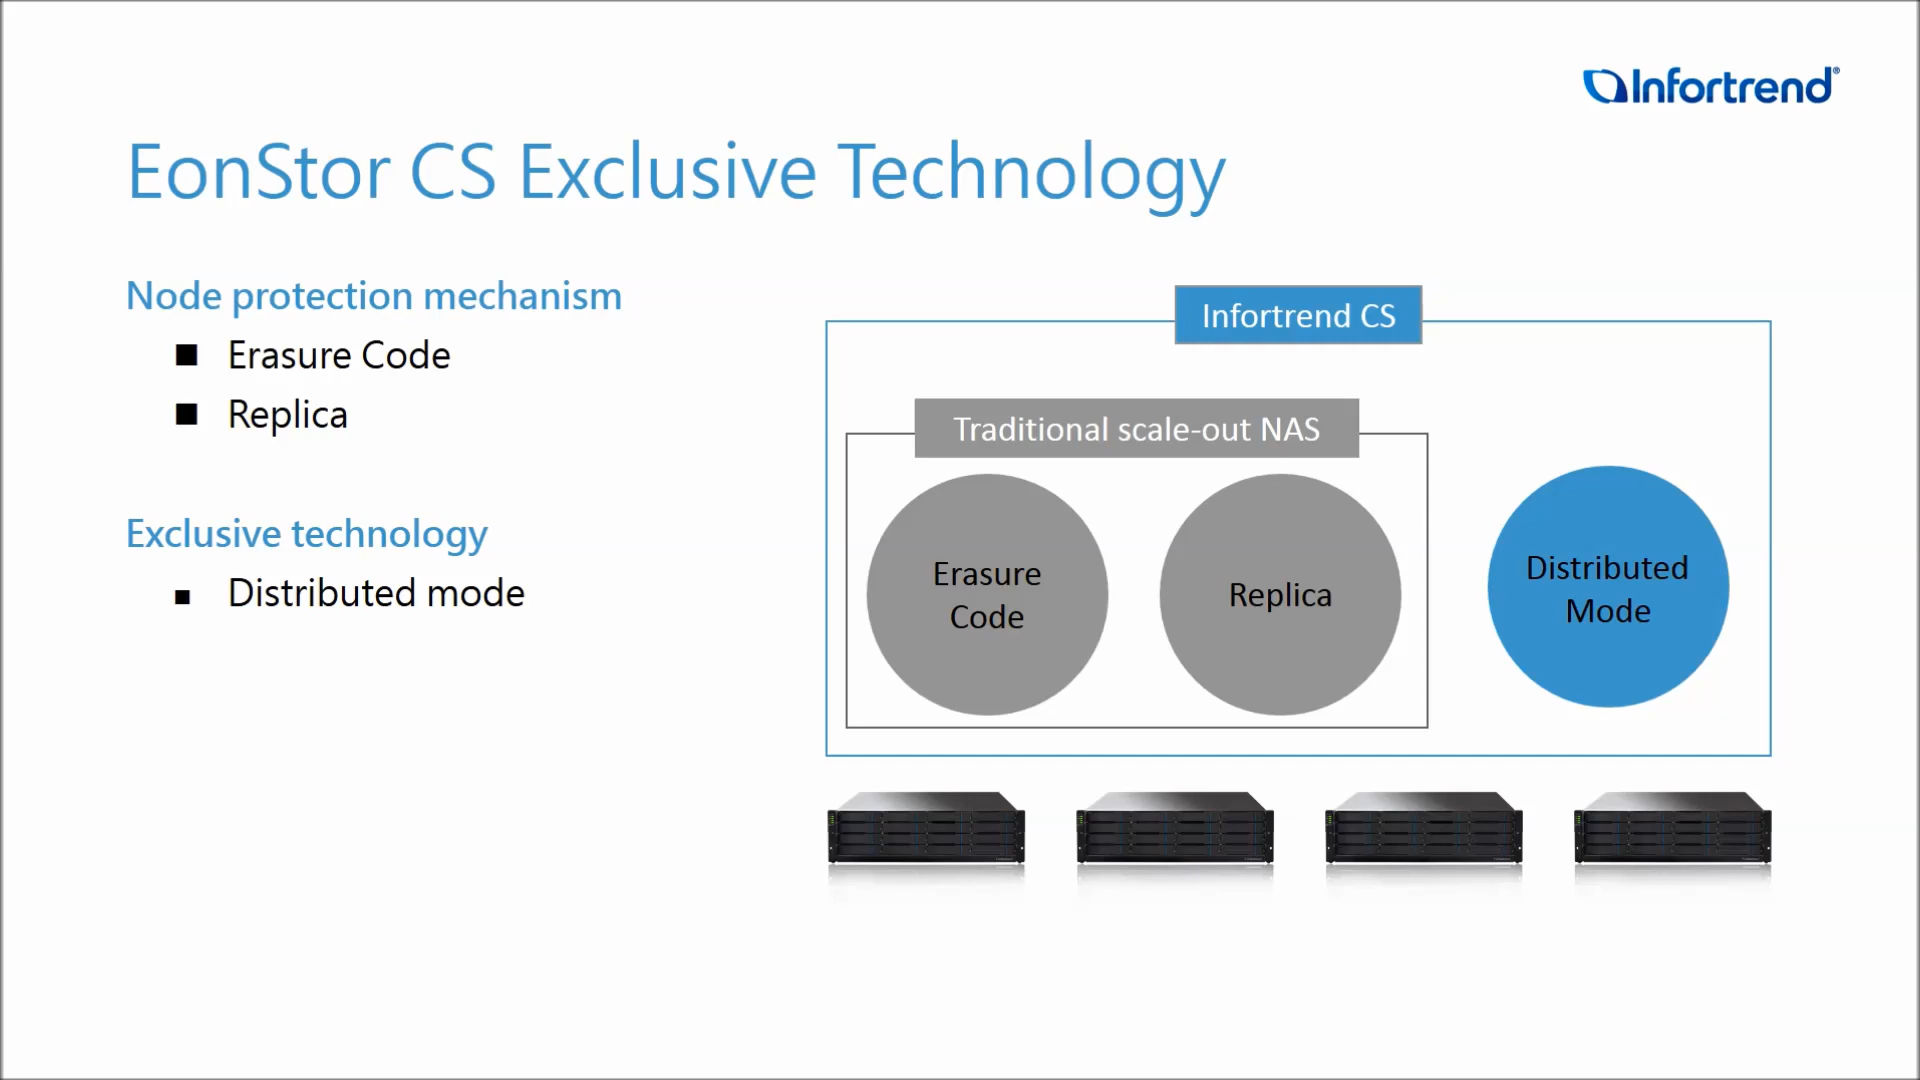 Infortrend®
EonStor CS Exclusive Technology
Node protection mechanism
Erasure Code
Replica
Exclusive technology
Distributed mode
Infortrend CS
Traditional scale-out NAS
Erasure
Code
Replica
Distributed
Mode